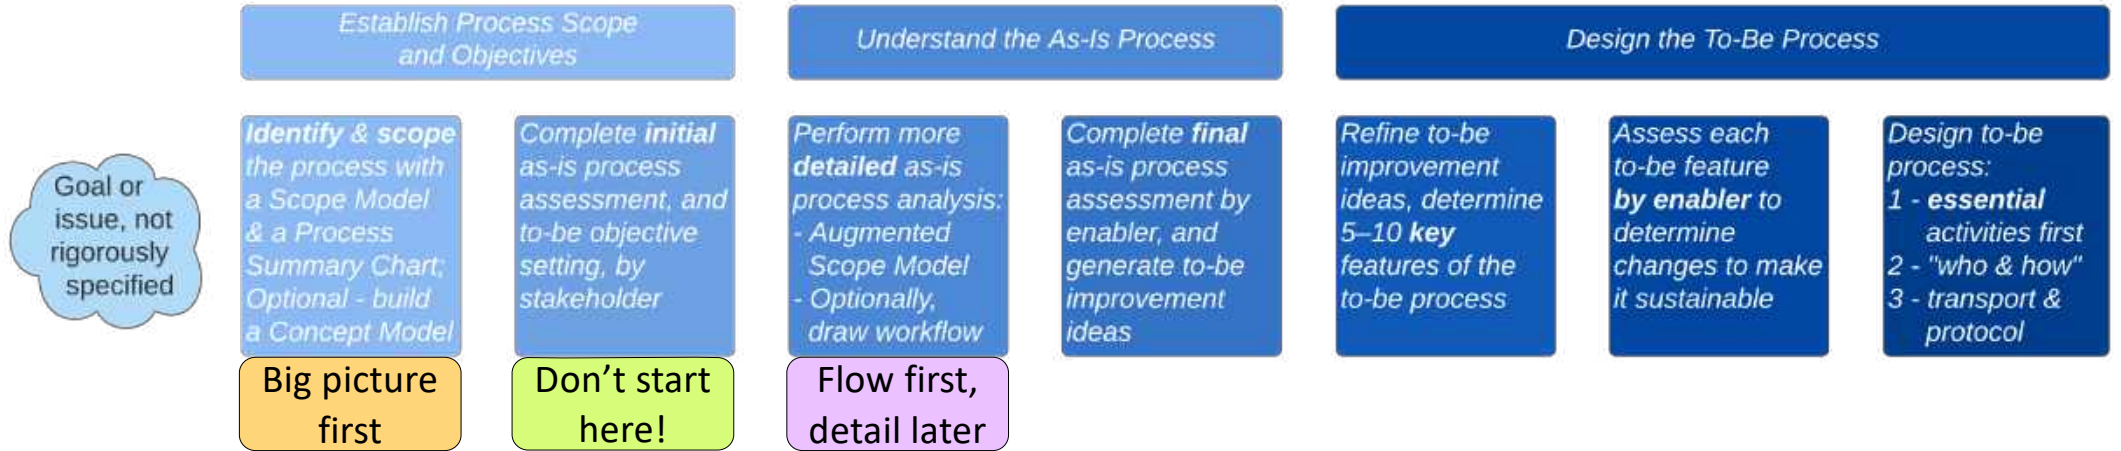 Establish Process Scope
and Objectives
Understand the As-Is Process
Design the To-Be Process
Goal or
issue, not
rigorously
specified
Identify & scope
the process with
a Scope Model
& a Process
Summary Chart;
Optional - build
a Concept Model
Complete initial
as-is process
assessment, and
to-be objective
setting, by
stakeholder
Perform more
detailed as-is
process analysis:
- Augmented
Scope Model
- Optionally,
draw workflow
Complete final
as-is process
assessment by
enabler, and
generate to-be
improvement
ideas
Refine to-be
improvement
ideas, determine
5–10 key
features of the
to-be process
Assess each
to-be feature
by enabler to
determine
changes to make
it sustainable
Design to-be
process:
1 - essential
activities first
2 - "who & how"
3 - transport &
protocol
Big picture
first
Don’t start
here!
Flow first,
detail later